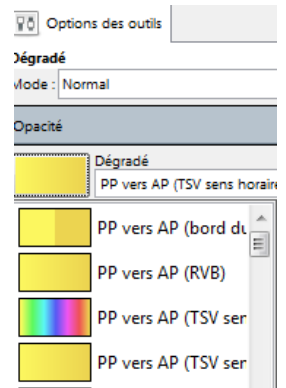 Options des outils
Dégradé
Mode : Normal
Opacité
Dégradé
PP vers AP (TSV sens horaire
PP vers AP (bord du
PP vers AP (RVB)
PP vers AP (TSV sen
PP vers AP (TSV ser